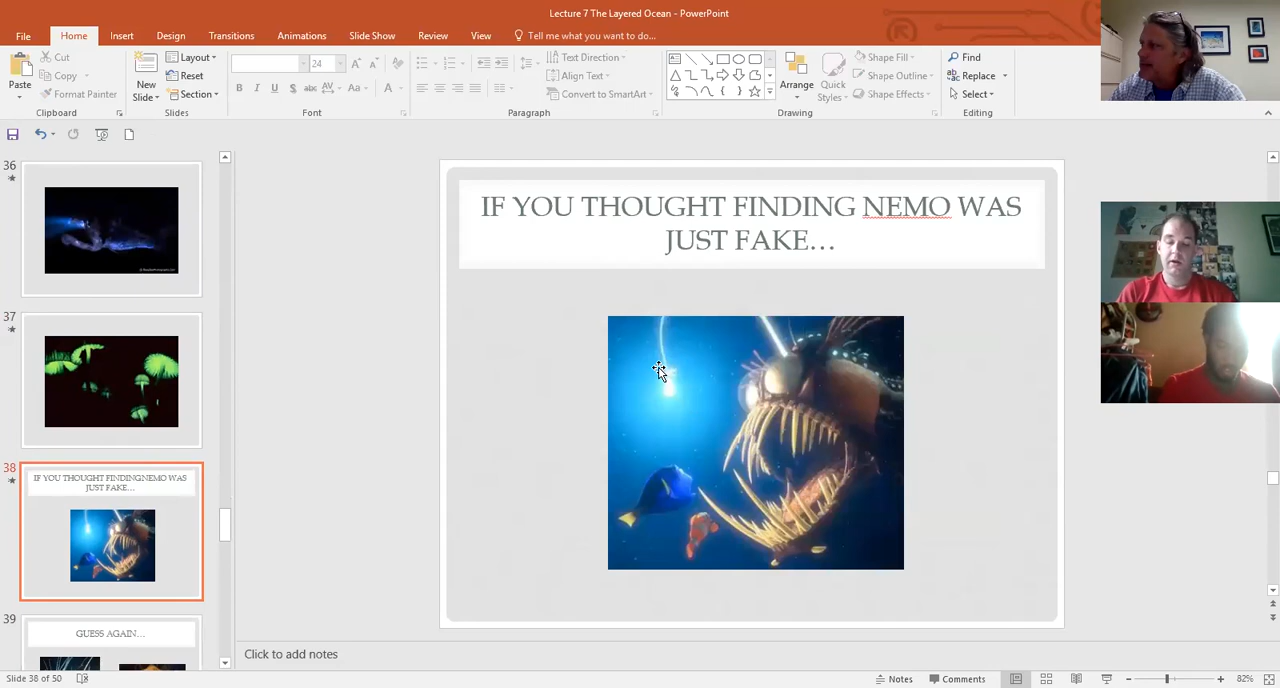 Lecture 7 The Layered Ocean - PowerPoint
File Home Insert Design Transitions Animations Slide Show Review View Tell me what you want to do...
Paste
Cut
Copy
Format Painter
Clipboard
New
Slide
Layout
Reset
Section
Slides
24
B I U S abc AV Aa A
Font
Text Direction
Align Text
Convert to SmartArt
Paragraph
Arrange
Quick
Styles
Shape Fill
Shape Outline
Shape Effects
Drawing
Find
Replace
Select
Editing
36
37
38
IF YOU THOUGHT FINDING NEMO WAS
JUST FAKE…
39
GUESS AGAIN…
IF YOU THOUGHT FINDING NEMO WAS
JUST FAKE…
Click to add notes
Slide 38 of 50
Notes
Comments
82%